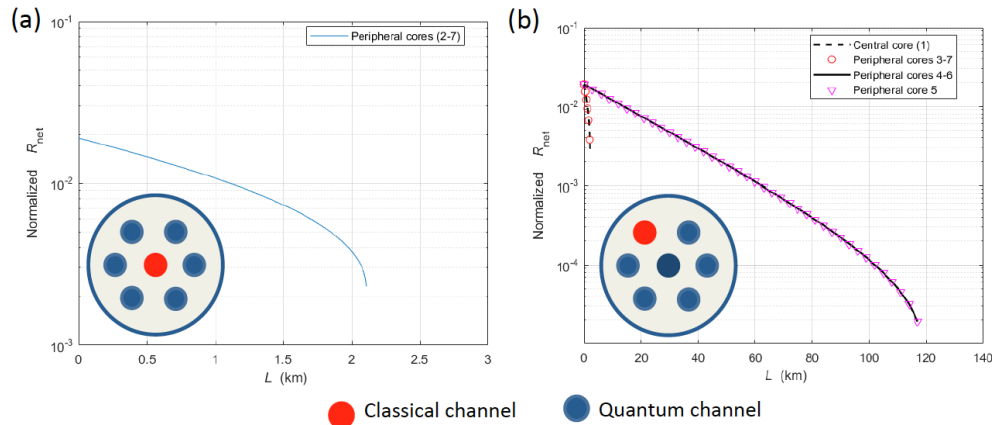 (a)
10^-1
10^-2
10^-3
Normalized R_net
Peripheral cores (2-7)
0 0.5 1 1.5 2 2.5 3
L (km)
(b)
10^-1
10^-2
10^-3
10^-4
10^-5
Normalized R_net
Central core (1)
Peripheral cores 3-7
Peripheral cores 4-6
Peripheral core 5
0 20 40 60 80 100 120 140
L (km)
Classical channel
Quantum channel